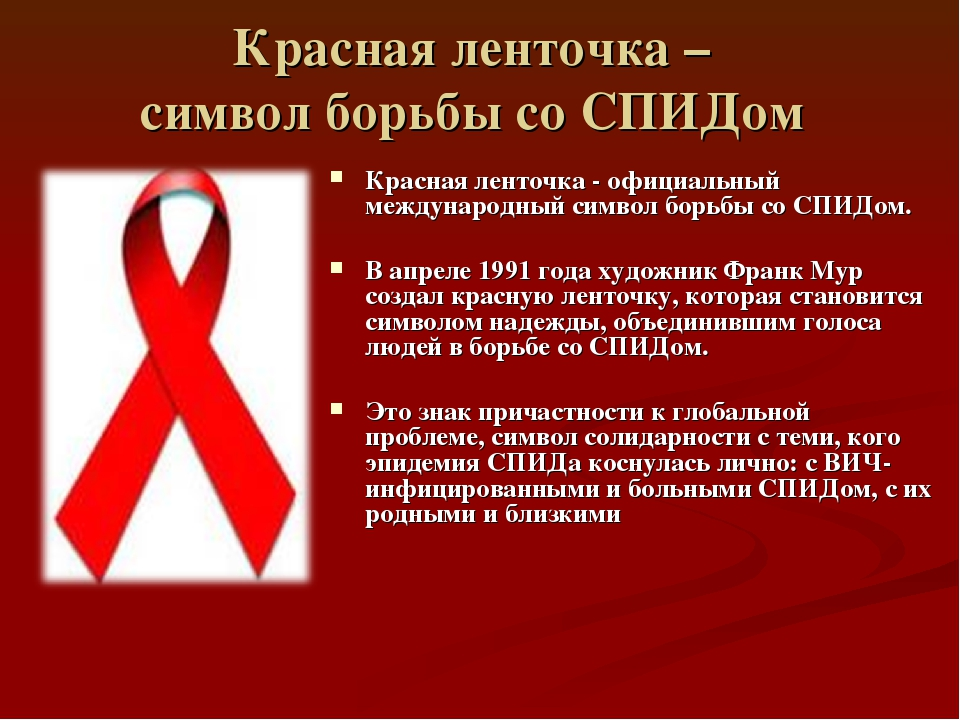 Красная ленточка –
символ борьбы со СПИДом
Красная ленточка - официальный
международный символ борьбы со СПИДом.
В апреле 1991 года художник Франк Мур
создал красную ленточку, которая становится
символом надежды, объединившим голоса
людей в борьбе со СПИДом.
Это знак причастности к глобальной
проблеме, символ солидарности с теми, кого
эпидемия СПИДа коснулась лично: с ВИЧ-
инфицированными и больными СПИДом, с их
родными и близкими